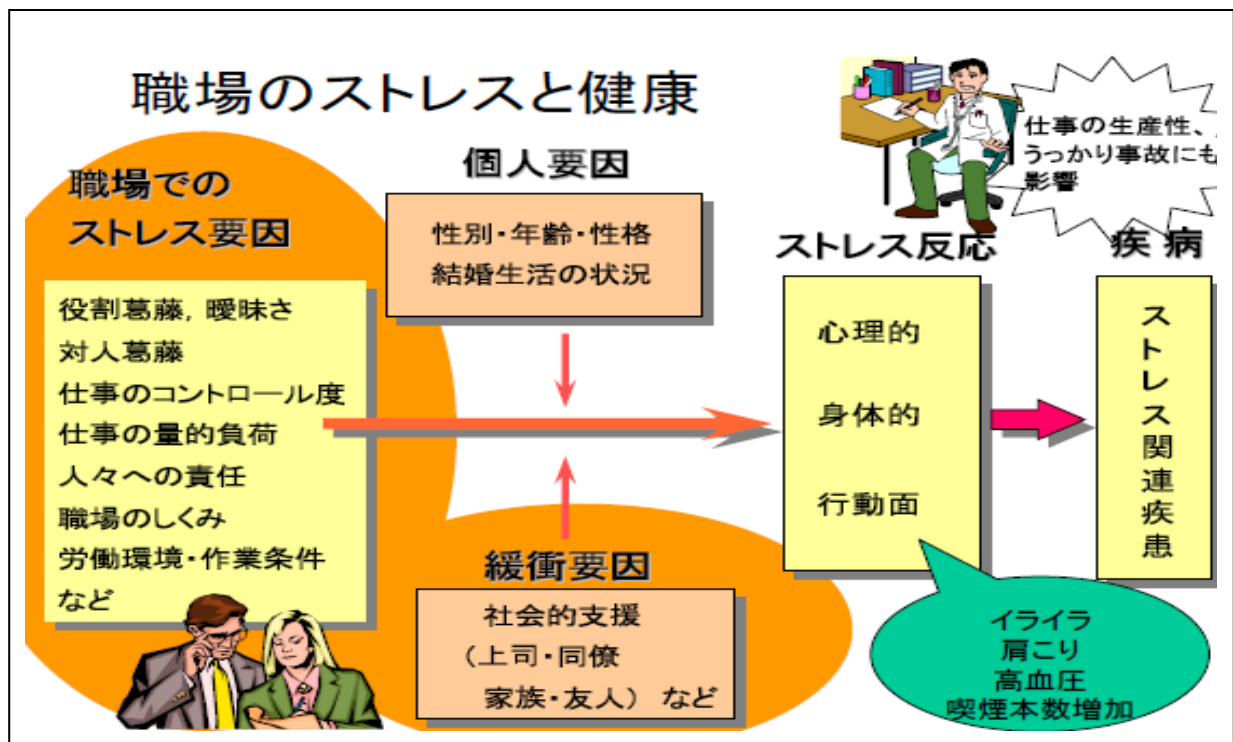 職場のストレスと健康
職場での
ストレス要因
役割葛藤, 曖昧さ
対人葛藤
仕事のコントロール度
仕事の量的負荷
人々への責任
職場のしくみ
労働環境・作業条件
など
個人要因
性別・年齢・性格
結婚生活の状況
緩衝要因
社会的支援
(上司・同僚
家族・友人) など
ストレス反応
心理的
身体的
行動面
イライラ
肩こり
高血圧
喫煙本数増加
仕事の生産性、
うっかり事故にも
影響
疾病
ストレス関連疾患